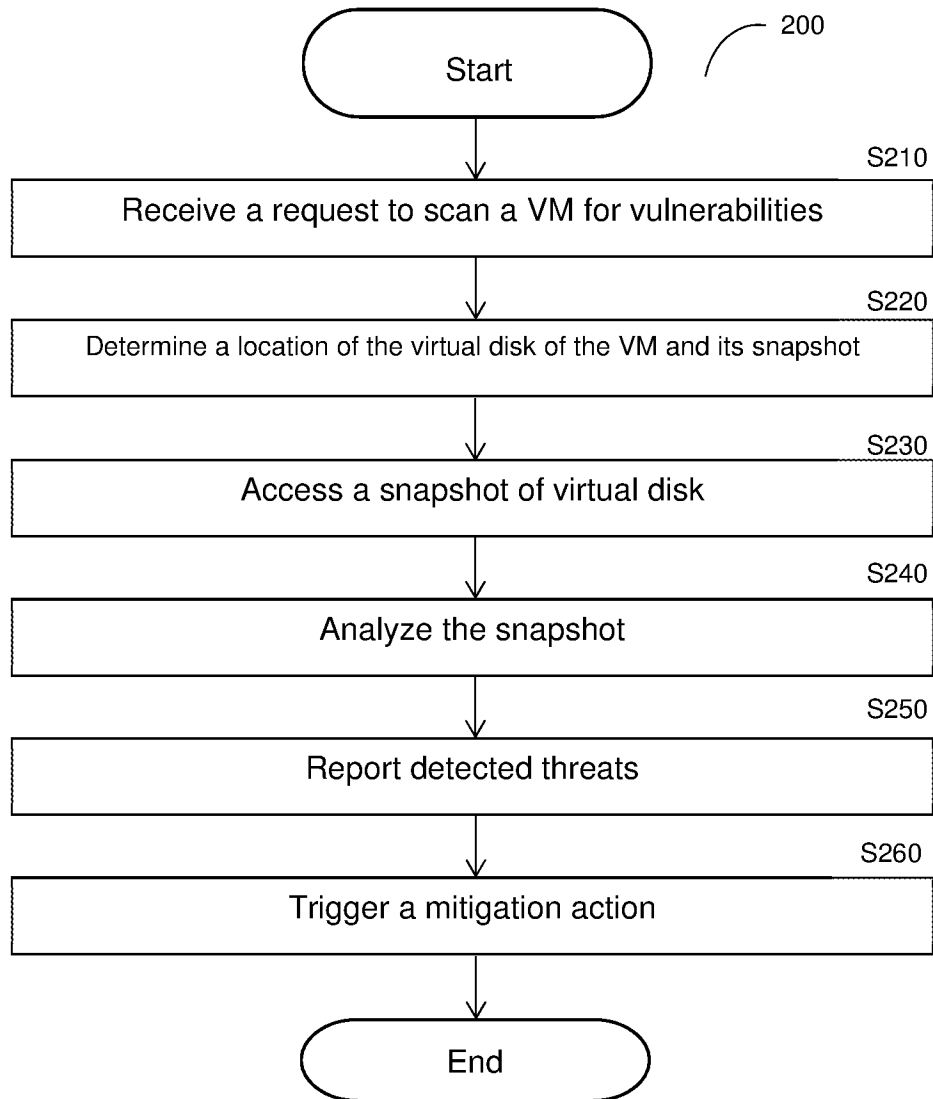 200
Start
S210
Receive a request to scan a VM for vulnerabilities
S220
Determine a location of the virtual disk of the VM and its snapshot
S230
Access a snapshot of virtual disk
S240
Analyze the snapshot
S250
Report detected threats
S260
Trigger a mitigation action
End